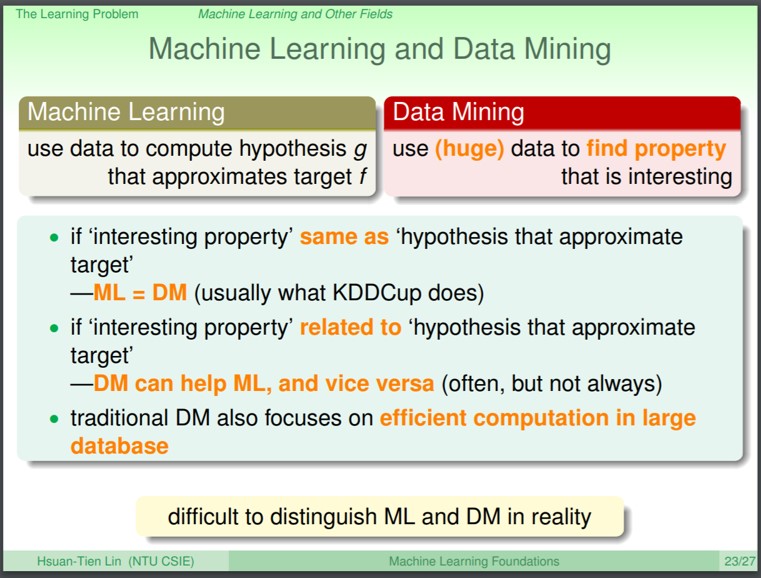 The Learning Problem Machine Learning and Other Fields
Machine Learning and Data Mining
Machine Learning
use data to compute hypothesis g
that approximates target f
Data Mining
use (huge) data to find property
that is interesting
• if ‘interesting property’ same as ‘hypothesis that approximate
target’
—ML = DM (usually what KDDCup does)
• if ‘interesting property’ related to ‘hypothesis that approximate
target’
—DM can help ML, and vice versa (often, but not always)
• traditional DM also focuses on efficient computation in large
database
difficult to distinguish ML and DM in reality
Hsuan-Tien Lin (NTU CSIE) Machine Learning Foundations 23/27